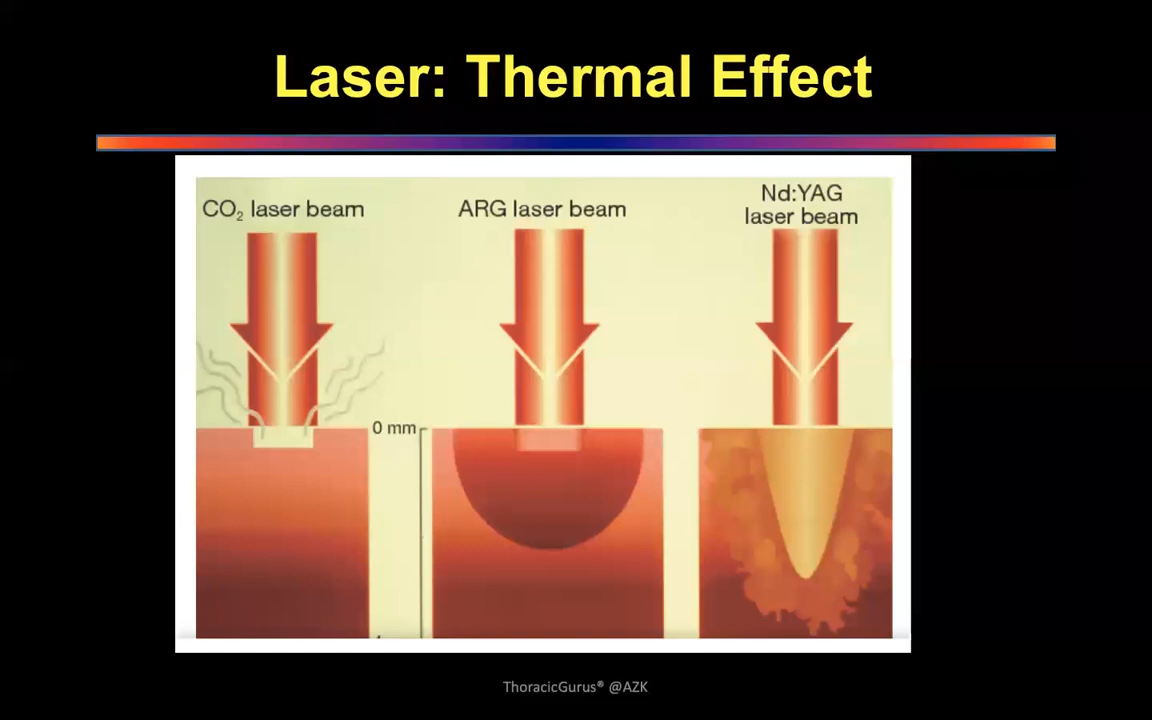 Laser: Thermal Effect
CO₂ laser beam
ARG laser beam
Nd:YAG
laser beam
0 mm
ThoracicGurus® @AZK